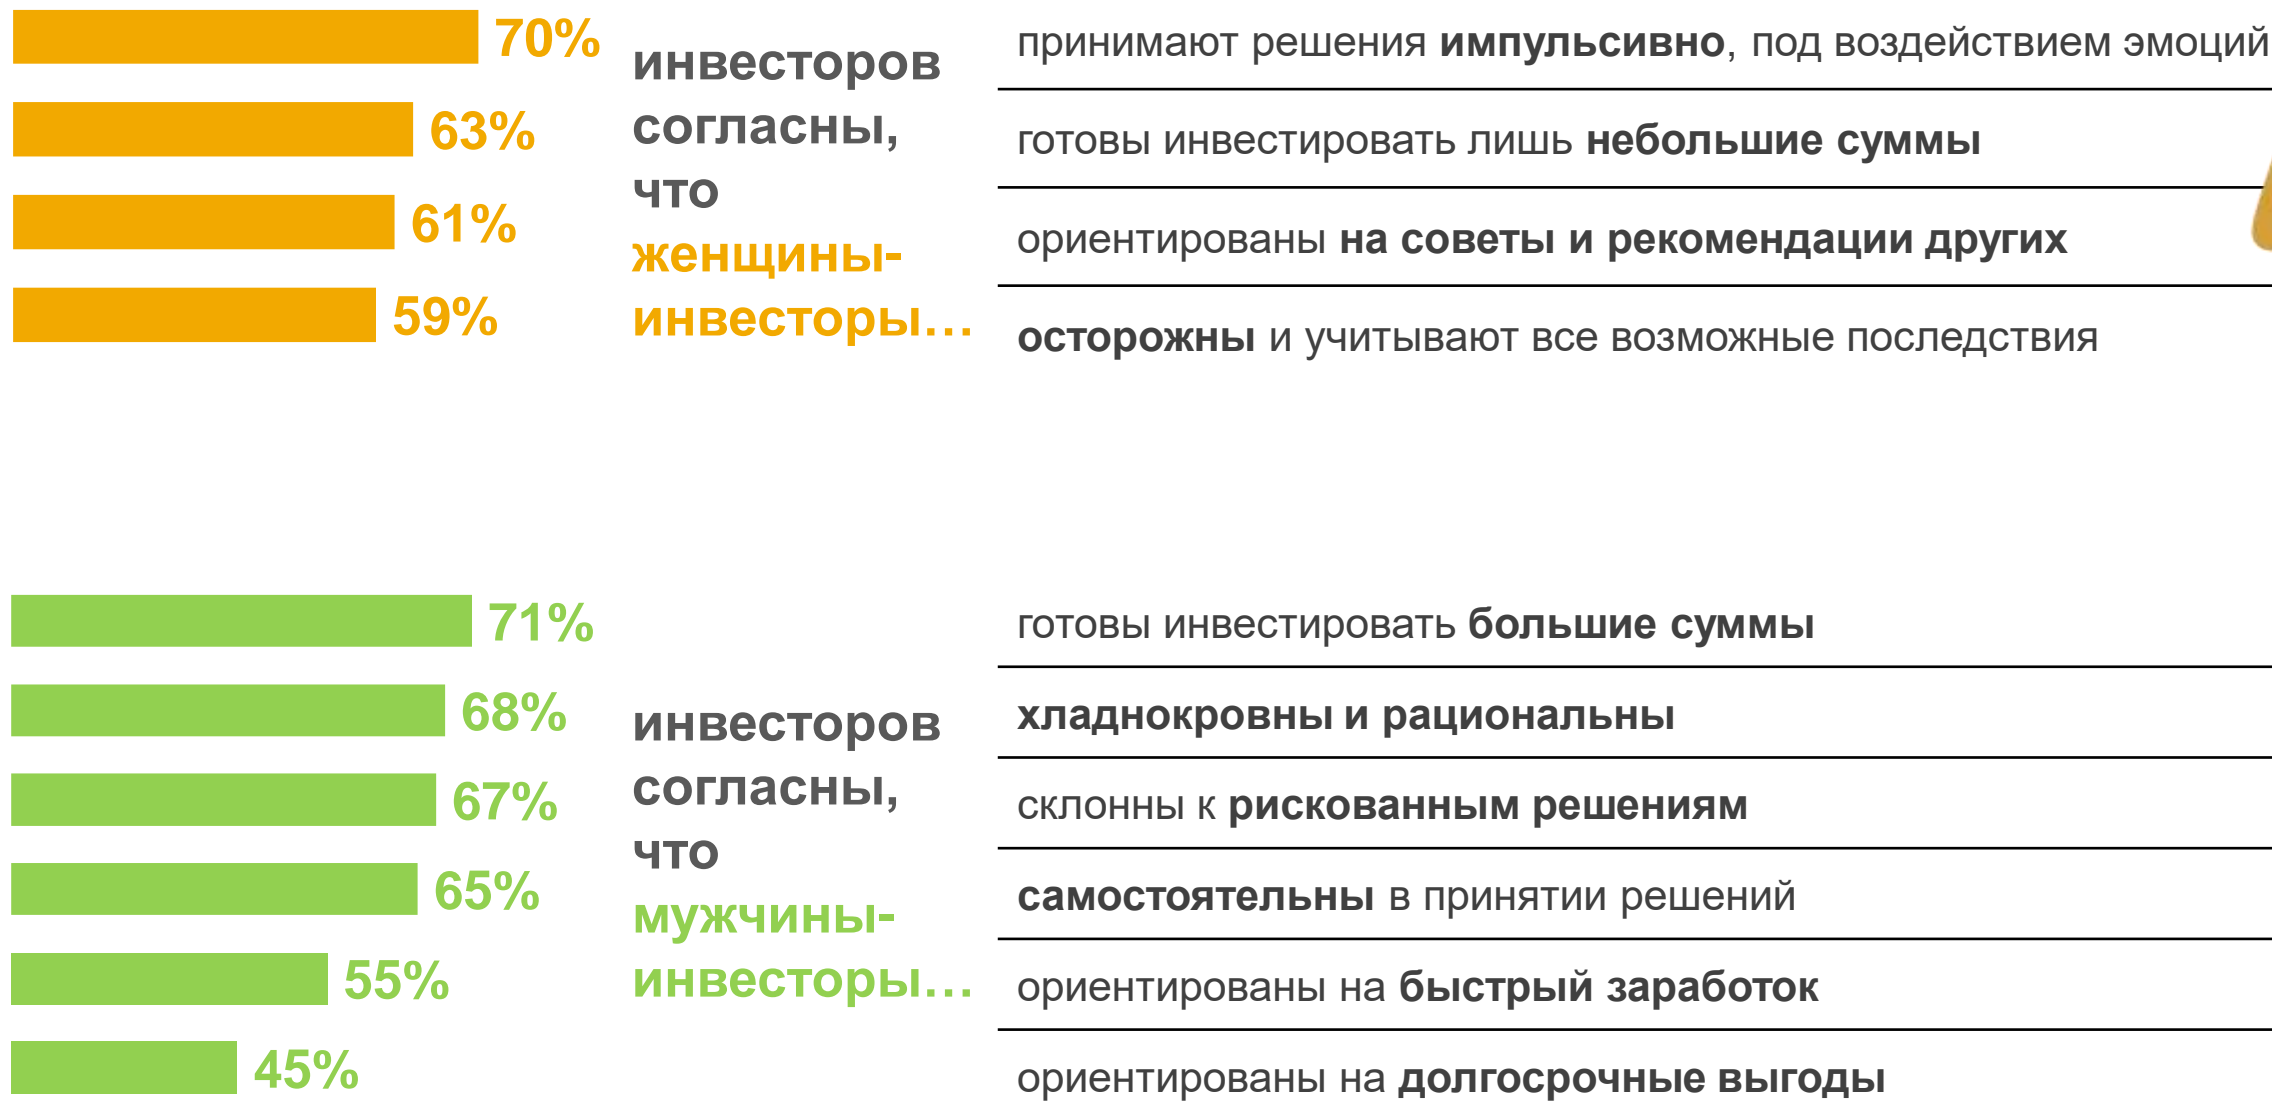 70%
63%
61%
59%
инвесторов
согласны,
что
женщины-
инвесторы...
принимают решения импульсивно, под воздействием эмоций
готовы инвестировать лишь небольшие суммы
ориентированы на советы и рекомендации других
осторожны и учитывают все возможные последствия
71%
68%
67%
65%
55%
45%
инвесторов
согласны,
что
мужчины-
инвесторы...
готовы инвестировать большие суммы
хладнокровны и рациональны
склонны к рискованным решениям
самостоятельны в принятии решений
ориентированы на быстрый заработок
ориентированы на долгосрочные выгоды